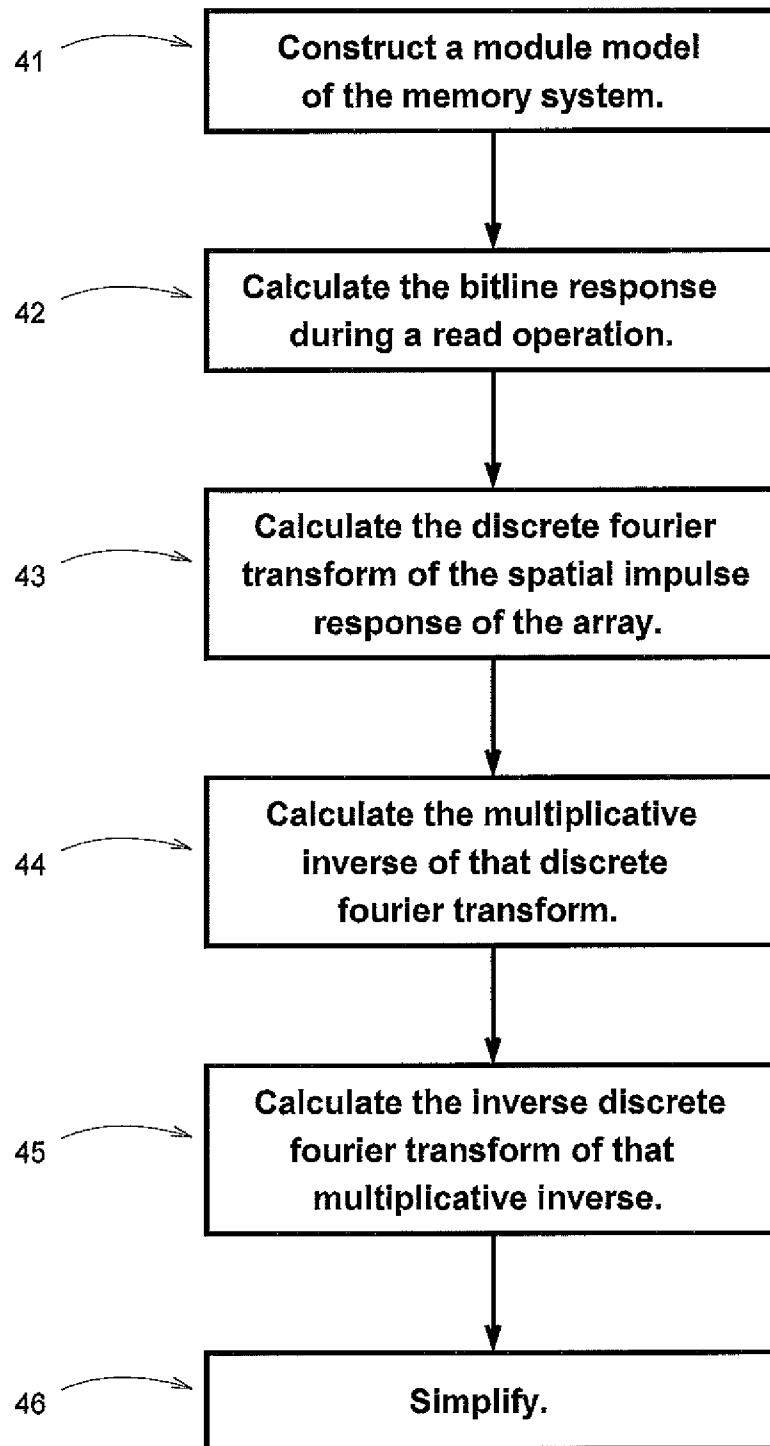 41
Construct a module model
of the memory system.
42
Calculate the bitline response
during a read operation.
43
Calculate the discrete fourier
transform of the spatial impulse
response of the array.
44
Calculate the multiplicative
inverse of that discrete
fourier transform.
45
Calculate the inverse discrete
fourier transform of that
multiplicative inverse.
46
Simplify.